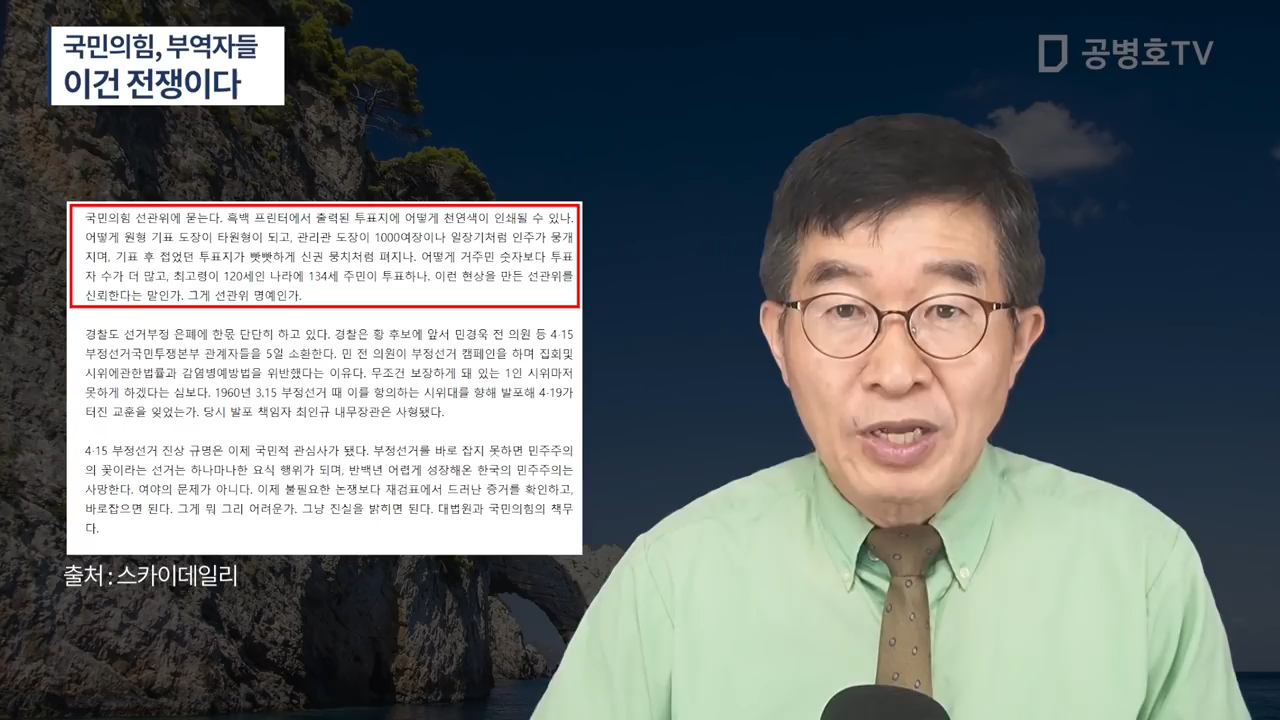 국민의힘, 부역자들
이건 전쟁이다
공병호TV
국민의힘 선관위에 묻는다. 흑백 프린터에서 출력된 투표지에 어떻게 천연색이 인쇄될 수 있나.
어떻게 원형 기표 도장이 타원형이 되고, 관리관 도장이 1000여장이나 일장기처럼 인주가 뭉개
지며, 기표 후 접었던 투표지가 빳빳하게 신권 뭉치처럼 펴지나. 어떻게 거주민 숫자보다 투표
자 수가 더 많고, 최고령이 120세인 나라에 134세 주민이 투표하나. 이런 현상을 만든 선관위를
신뢰한다는 말인가. 그게 선관위 명예인가.
경찰도 선거부정 은폐에 한몫 단단히 하고 있다. 경찰은 황 후보에 앞서 민경욱 전 의원 등 4·15
부정선거국민투쟁본부 관계자들을 5일 소환한다. 민 전 의원이 부정선거 캠페인을 하며 집회및
시위에관한법률과 감염병예방법을 위반했다는 이유다. 무조건 보장하게 돼 있는 1인 시위마저
못하게 하겠다는 심보다. 1960년 3.15 부정선거 때 이를 항의하는 시위대를 향해 발포해 4·19가
터진 교훈을 잊었는가. 당시 발포 책임자 최인규 내무장관은 사형됐다.
4·15 부정선거 진상 규명은 이제 국민적 관심사가 됐다. 부정선거를 바로 잡지 못하면 민주주의
의 꽃이라는 선거는 하나마나한 요식 행위가 되며, 반백년 어렵게 성장해온 한국의 민주주의는
사망한다. 여야의 문제가 아니다. 이제 불필요한 논쟁보다 재검표에서 드러난 증거를 확인하고,
바로잡으면 된다. 그게 뭐 그리 어려운가. 그냥 진실을 밝히면 된다. 대법원과 국민의힘의 책무
다.
출처 : 스카이데일리